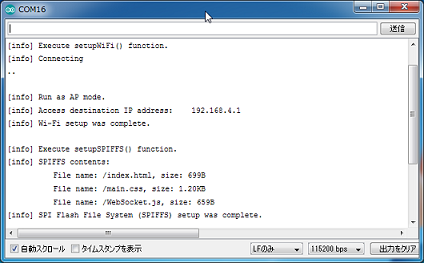 COM16
送信
[info] Execute setupWiFi() function.
[info] Connecting
..
[info] Run as AP mode.
[info] Access destination IP address:    192.168.4.1
[info] Wi-Fi setup was complete.
[info] Execute setupSPIFFS() function.
[info] SPIFFS contents:
File name: /index.html, size: 699B
File name: /main.css, size: 1.20KB
File name: /WebSocket.js, size: 659B
[info] SPI Flash File System (SPIFFS) setup was complete.
自動スクロール タイムスタンプを表示 LFのみ 115200 bps 出力をクリア